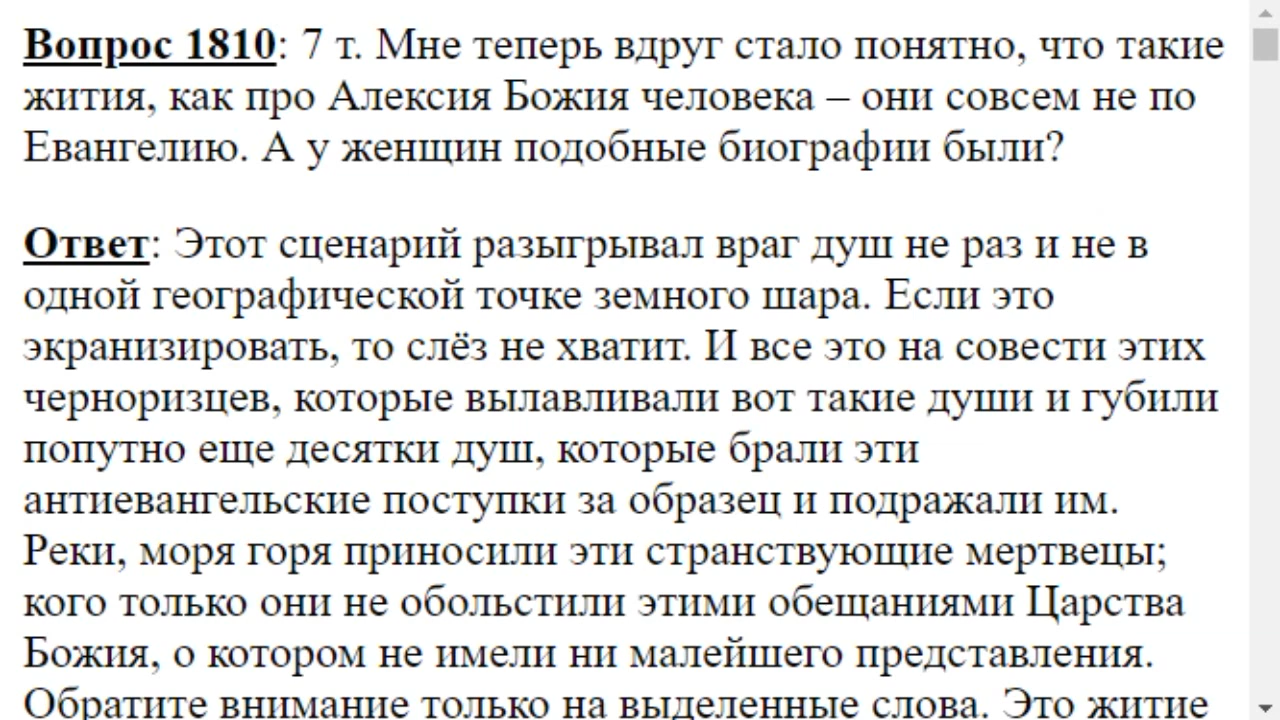 Вопрос 1810: 7 т. Мне теперь вдруг стало понятно, что такие
жития, как про Алексия Божия человека – они совсем не по
Евангелию. А у женщин подобные биографии были?
Ответ: Этот сценарий разыгрывал враг душ не раз и не в
одной географической точке земного шара. Если это
экранизировать, то слёз не хватит. И все это на совести этих
черноризцев, которые вылавливали вот такие души и губили
попутно еще десятки душ, которые брали эти
антиевангельские поступки за образец и подражали им.
Реки, моря горя приносили эти странствующие мертвецы;
кого только они не обольстили этими обещаниями Царства
Божия, о котором не имели ни малейшего представления.
Обратите внимание только на выделенные слова. Это житие